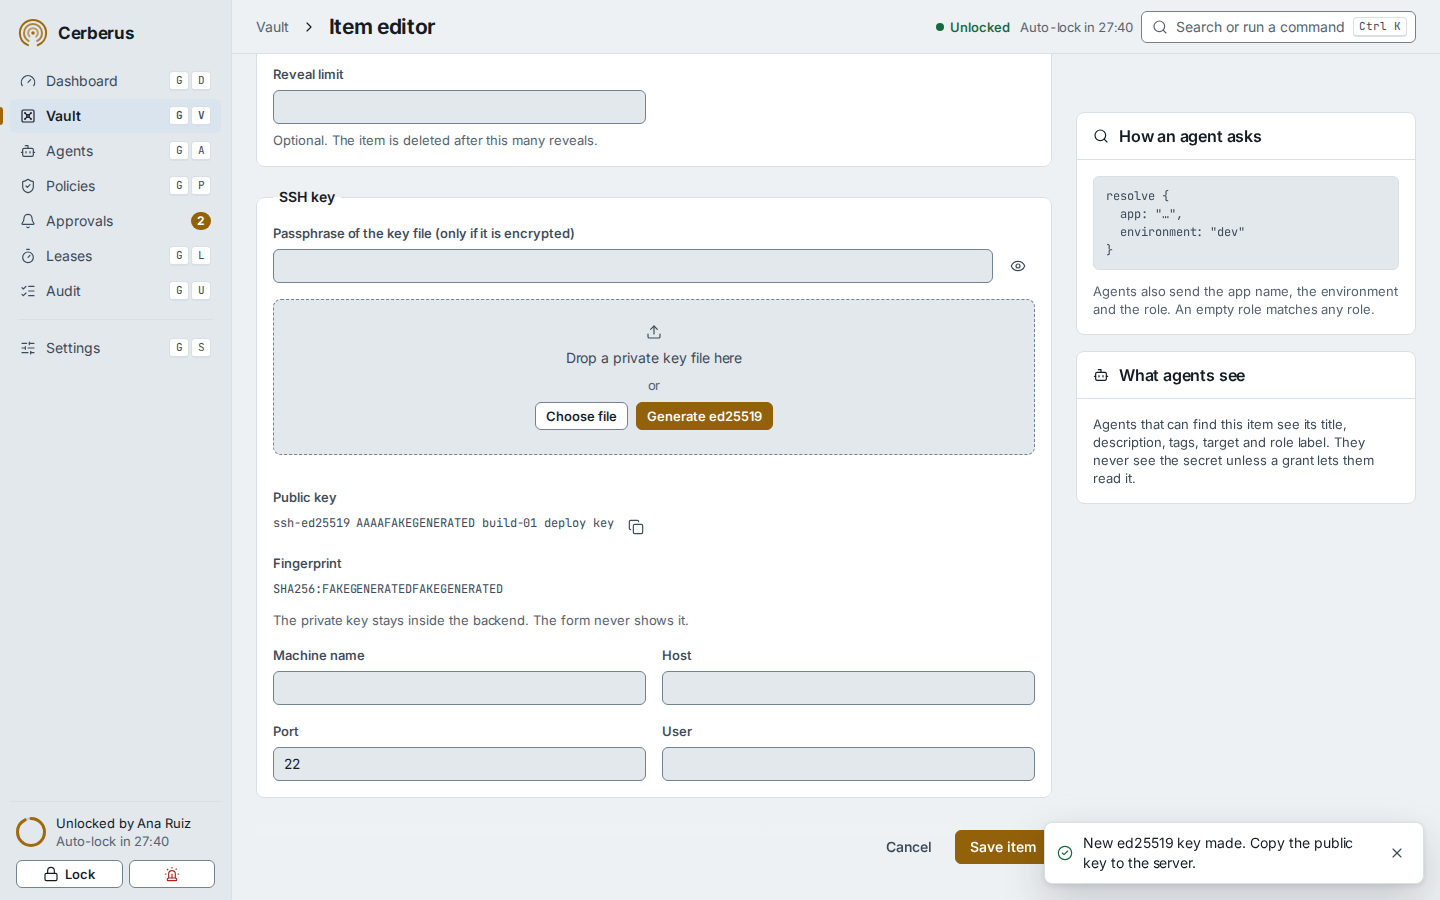 Cerberus
Dashboard G D
Vault G V
Agents G A
Policies G P
Approvals 2
Leases G L
Audit G U
Settings G S
Unlocked by Ana Ruiz
Auto-lock in 27:40
Lock
Vault > Item editor
Unlocked Auto-lock in 27:40 Search or run a command Ctrl K
Reveal limit
Optional. The item is deleted after this many reveals.
SSH key
Passphrase of the key file (only if it is encrypted)
Drop a private key file here
or
Choose file Generate ed25519
Public key
ssh-ed25519 AAAAFAKEGENERATED build-01 deploy key
Fingerprint
SHA256:FAKEGENERATEDFAKEGENERATED
The private key stays inside the backend. The form never shows it.
Machine name Host
Port User
22
Cancel Save item
How an agent asks
resolve {
app: "…",
environment: "dev"
}
Agents also send the app name, the environment
and the role. An empty role matches any role.
What agents see
Agents that can find this item see its title,
description, tags, target and role label. They
never see the secret unless a grant lets them
read it.
New ed25519 key made. Copy the public
key to the server.